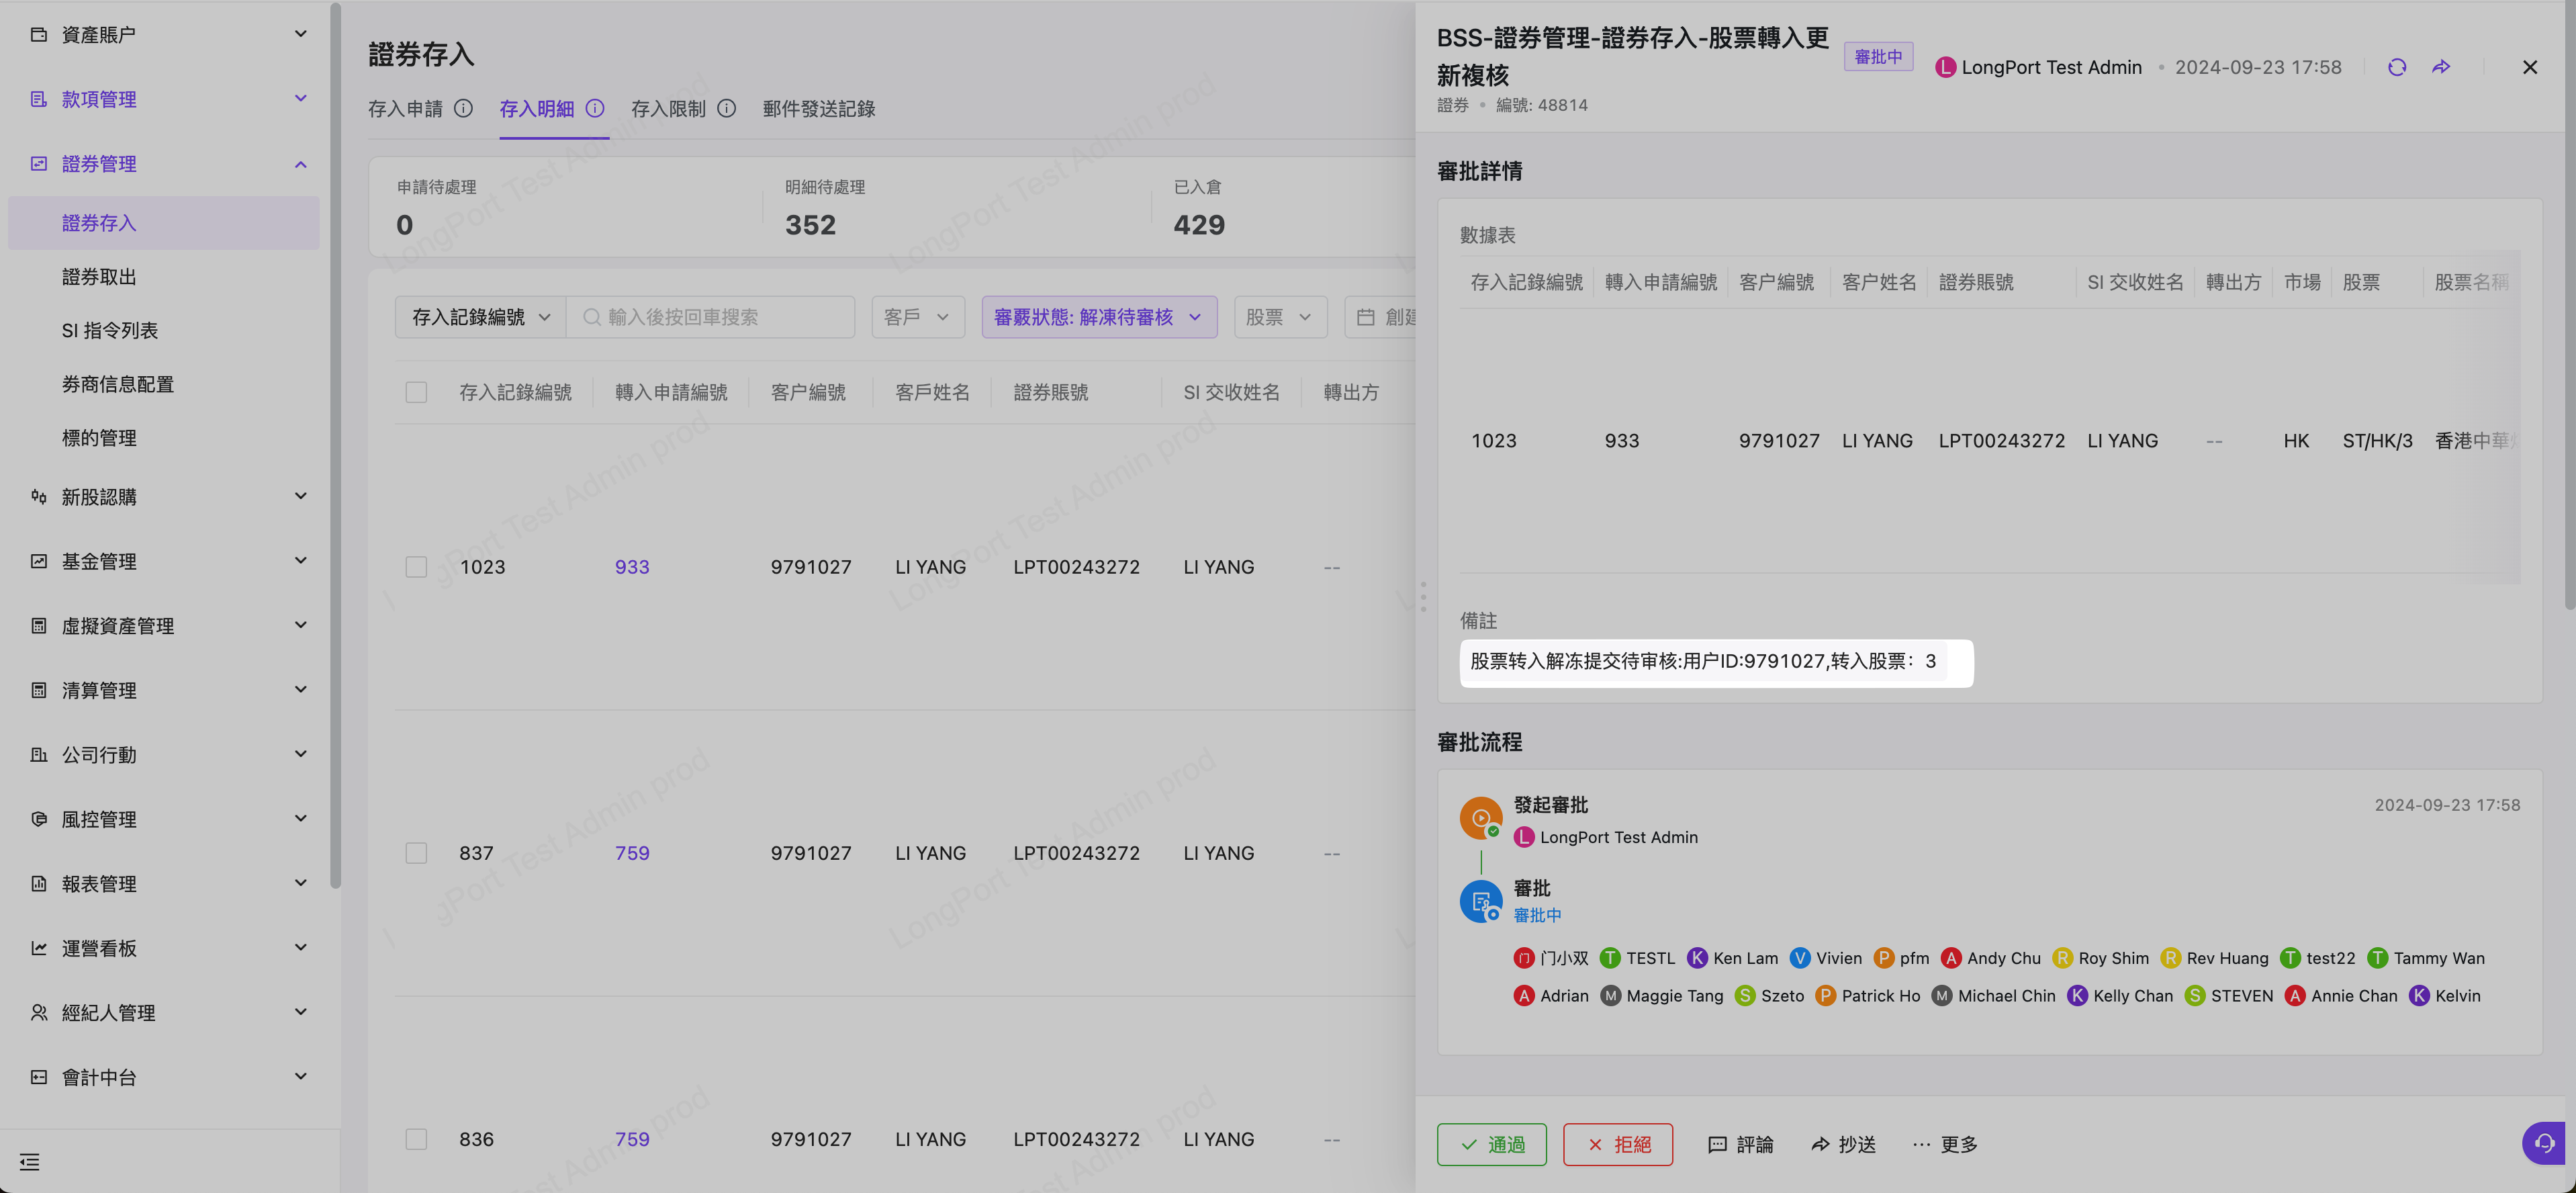 資產賬户
款項管理
證券管理
證券存入
證券取出
SI 指令列表
券商信息配置
標的管理
新股認購
基金管理
虛擬資產管理
清算管理
公司行動
風控管理
報表管理
運營看板
經紀人管理
會計中台
證券存入
存入申請 存入明細 存入限制 郵件發送記錄
申請待處理 明細待處理 已入倉
0 352 429
存入記錄編號 輸入後按回車搜索 客戶 審覈狀態: 解凍待審核 股票 創建
存入記錄編號 轉入申請編號 客户編號 客戶姓名 證券賬號 SI 交收姓名 轉出方
1023 933 9791027 LI YANG LPT00243272 LI YANG --
837 759 9791027 LI YANG LPT00243272 LI YANG --
836 759 9791027 LI YANG LPT00243272 LI YANG --
LongPort Test Admin prod
BSS-證券管理-證券存入-股票轉入更
新複核
審批中
L LongPort Test Admin • 2024-09-23 17:58
證券 • 編號: 48814
審批詳情
數據表
存入記錄編號 轉入申請編號 客户編號 客户姓名 證券賬號 SI 交收姓名 轉出方 市場 股票 股票名稱
1023 933 9791027 LI YANG LPT00243272 LI YANG -- HK ST/HK/3 香港中華
備註
股票转入解冻提交待审核:用户ID:9791027,转入股票：3
審批流程
發起審批 2024-09-23 17:58
L LongPort Test Admin
審批
審批中
门 门小双 T TESTL K Ken Lam V Vivien P pfm A Andy Chu R Roy Shim R Rev Huang T test22 T Tammy Wan
A Adrian M Maggie Tang S Szeto P Patrick Ho M Michael Chin K Kelly Chan S STEVEN A Annie Chan K Kelvin
通過 拒絕 評論 抄送 ··· 更多